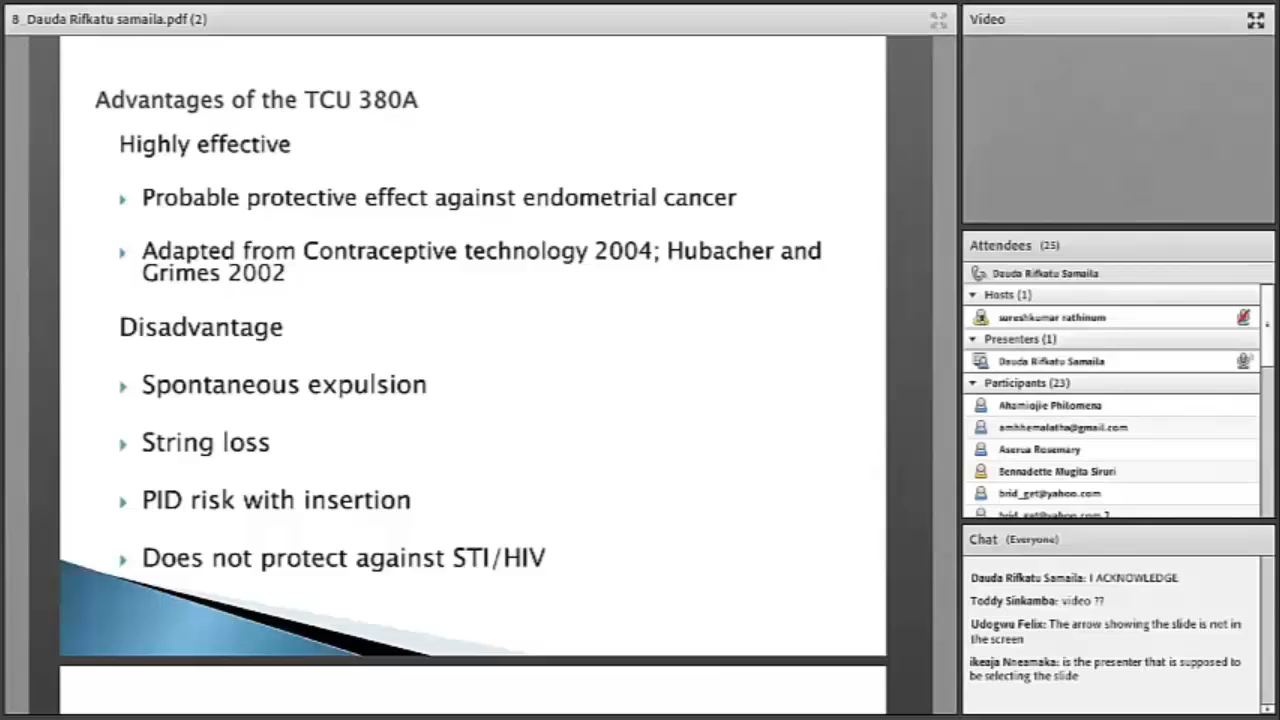 8_Dauda Rifkatu samaila.pdf (2)
Advantages of the TCU 380A
Highly effective
Probable protective effect against endometrial cancer
Adapted from Contraceptive technology 2004; Hubacher and
Grimes 2002
Disadvantage
Spontaneous expulsion
String loss
PID risk with insertion
Does not protect against STI/HIV
Video
Attendees (25)
Dauda Rifkatu Samaila
Hosts (1)
sureshkumar rathinum
Presenters (1)
Dauda Rifkatu Samaila
Participants (23)
Ahamiojie Philomena
amhhemalatha@gmail.com
Aserua Rosemary
Bennadette Mugita Siruri
brid_get@yahoo.com
brid_get@yahoo.com 2
Chat (Everyone)
Dauda Rifkatu Samaila: I ACKNOWLEDGE
Toddy Sinkamba: video ??
Udogwu Felix: The arrow showing the slide is not in
the screen
ikeaja Nneamaka: is the presenter that is supposed to
be selecting the slide